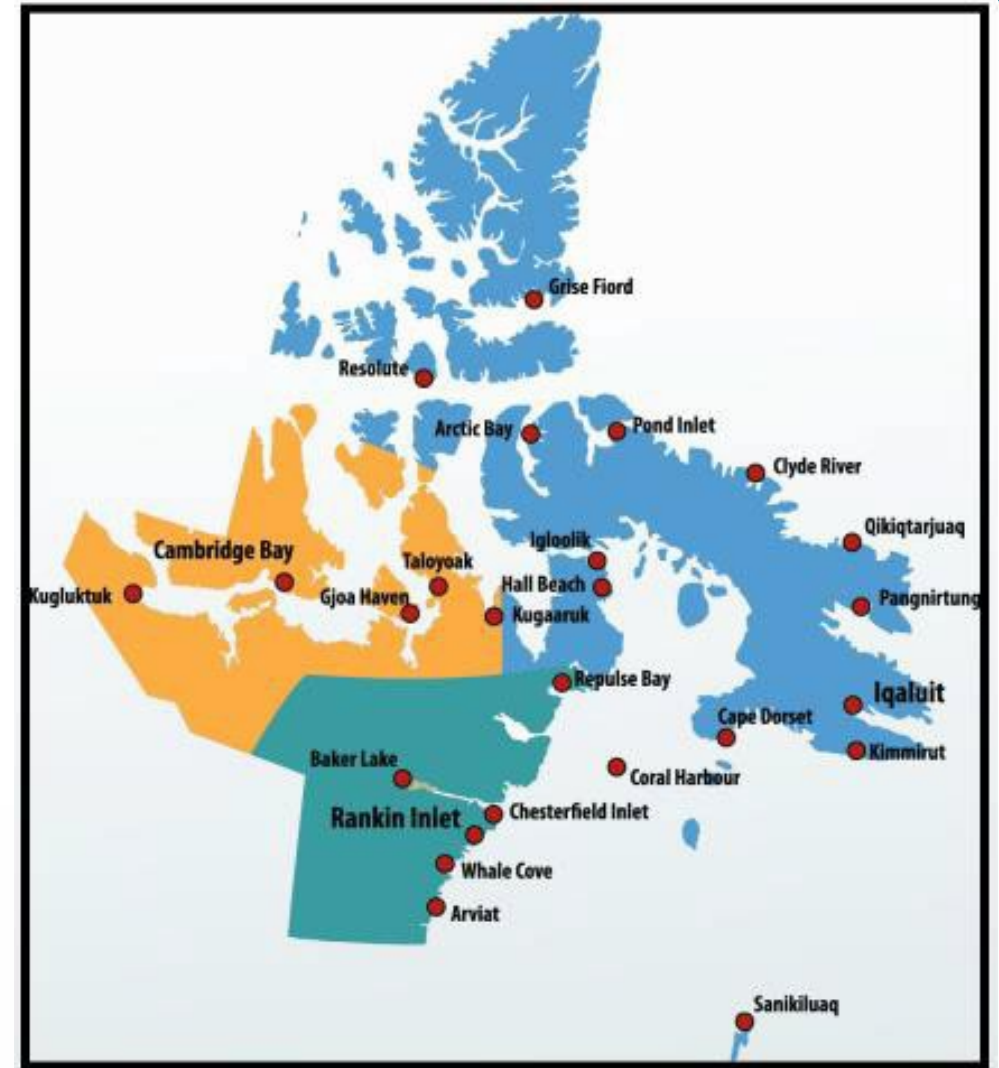 Grise Fiord
Resolute
Arctic Bay
Pond Inlet
Clyde River
Qikiqtarjuaq
Igloolik
Cambridge Bay
Taloyoak
Hall Beach
Kugluktuk
Gjoa Haven
Kugaaruk
Pangnirtung
Repulse Bay
Iqaluit
Cape Dorset
Kimmirut
Baker Lake
Coral Harbour
Rankin Inlet
Chesterfield Inlet
Whale Cove
Arviat
Sanikiluaq